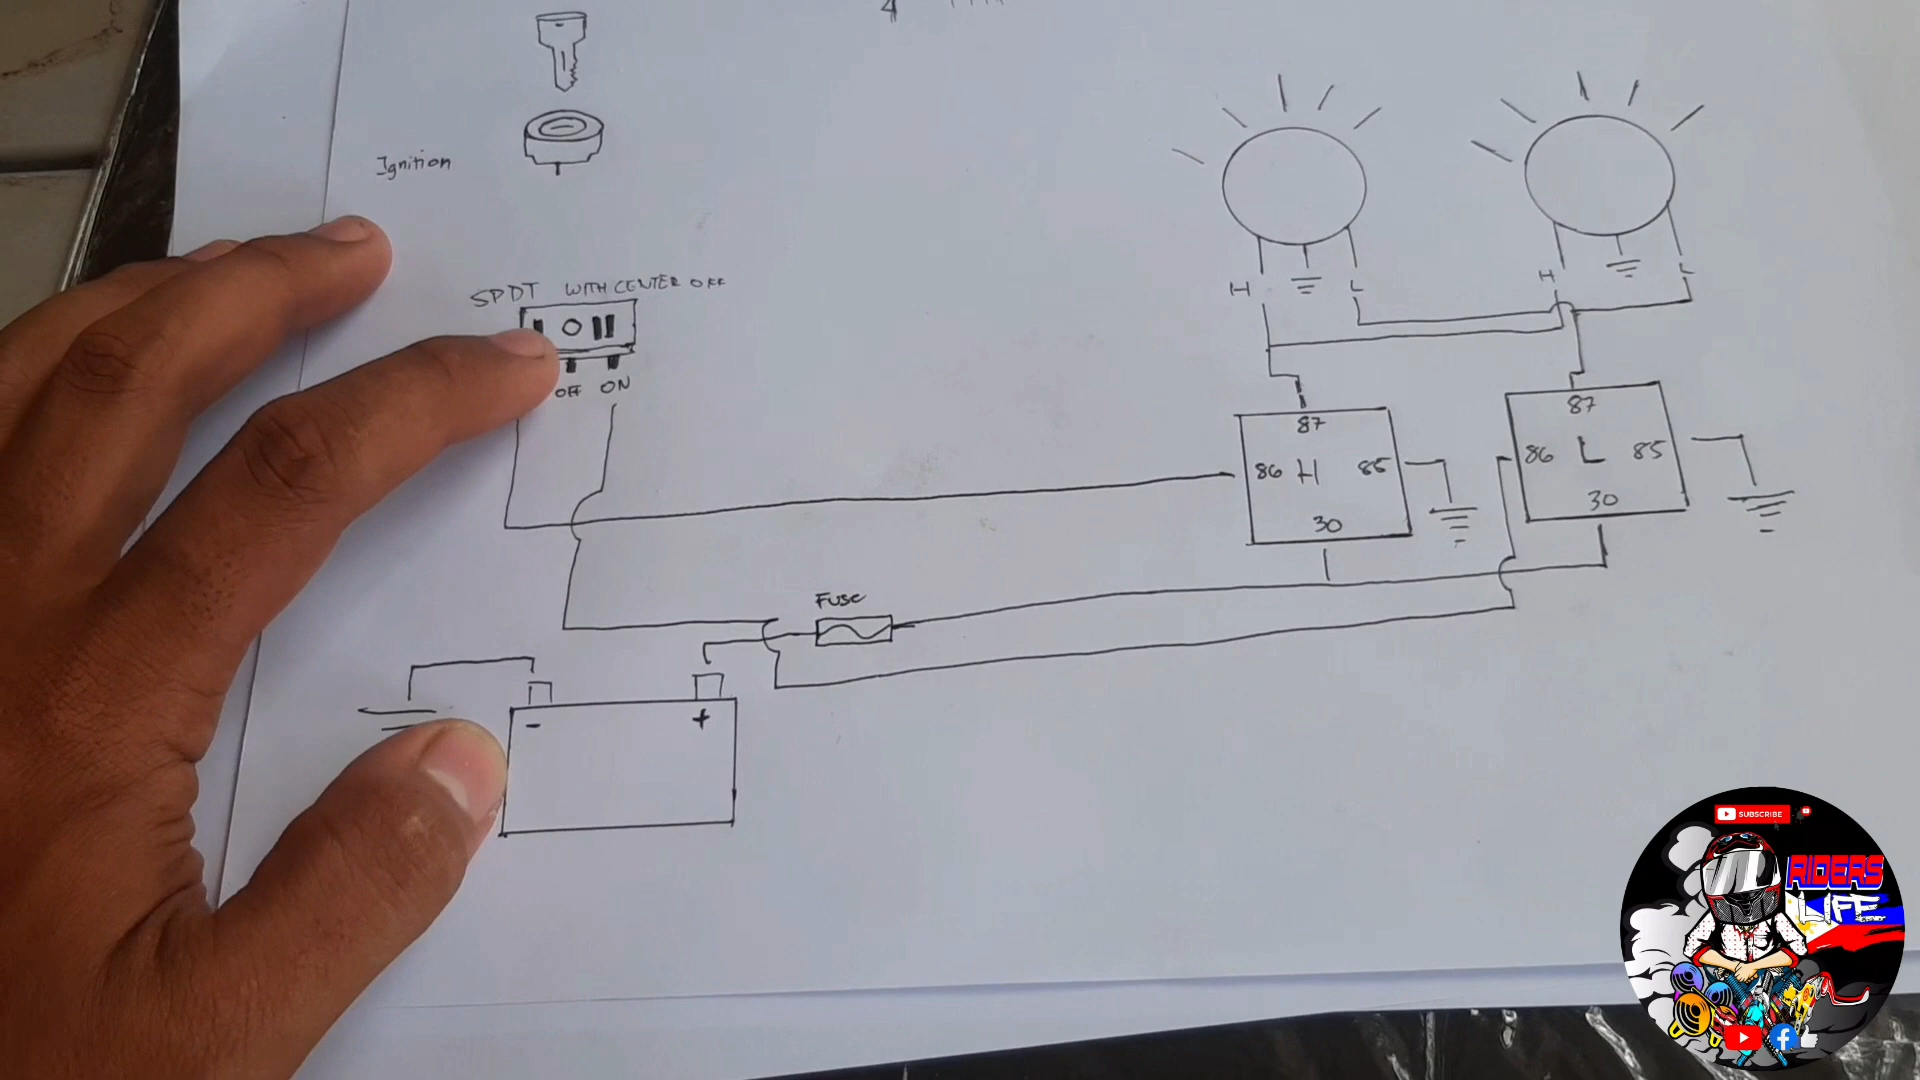 Ignition
SPDT WITH CENTER OFF
OFF ON
H L
H L
87
86 H 85
30
87
86 L 85
30
Fuse
- +
SUBSCRIBE
RIDERS
LIFE